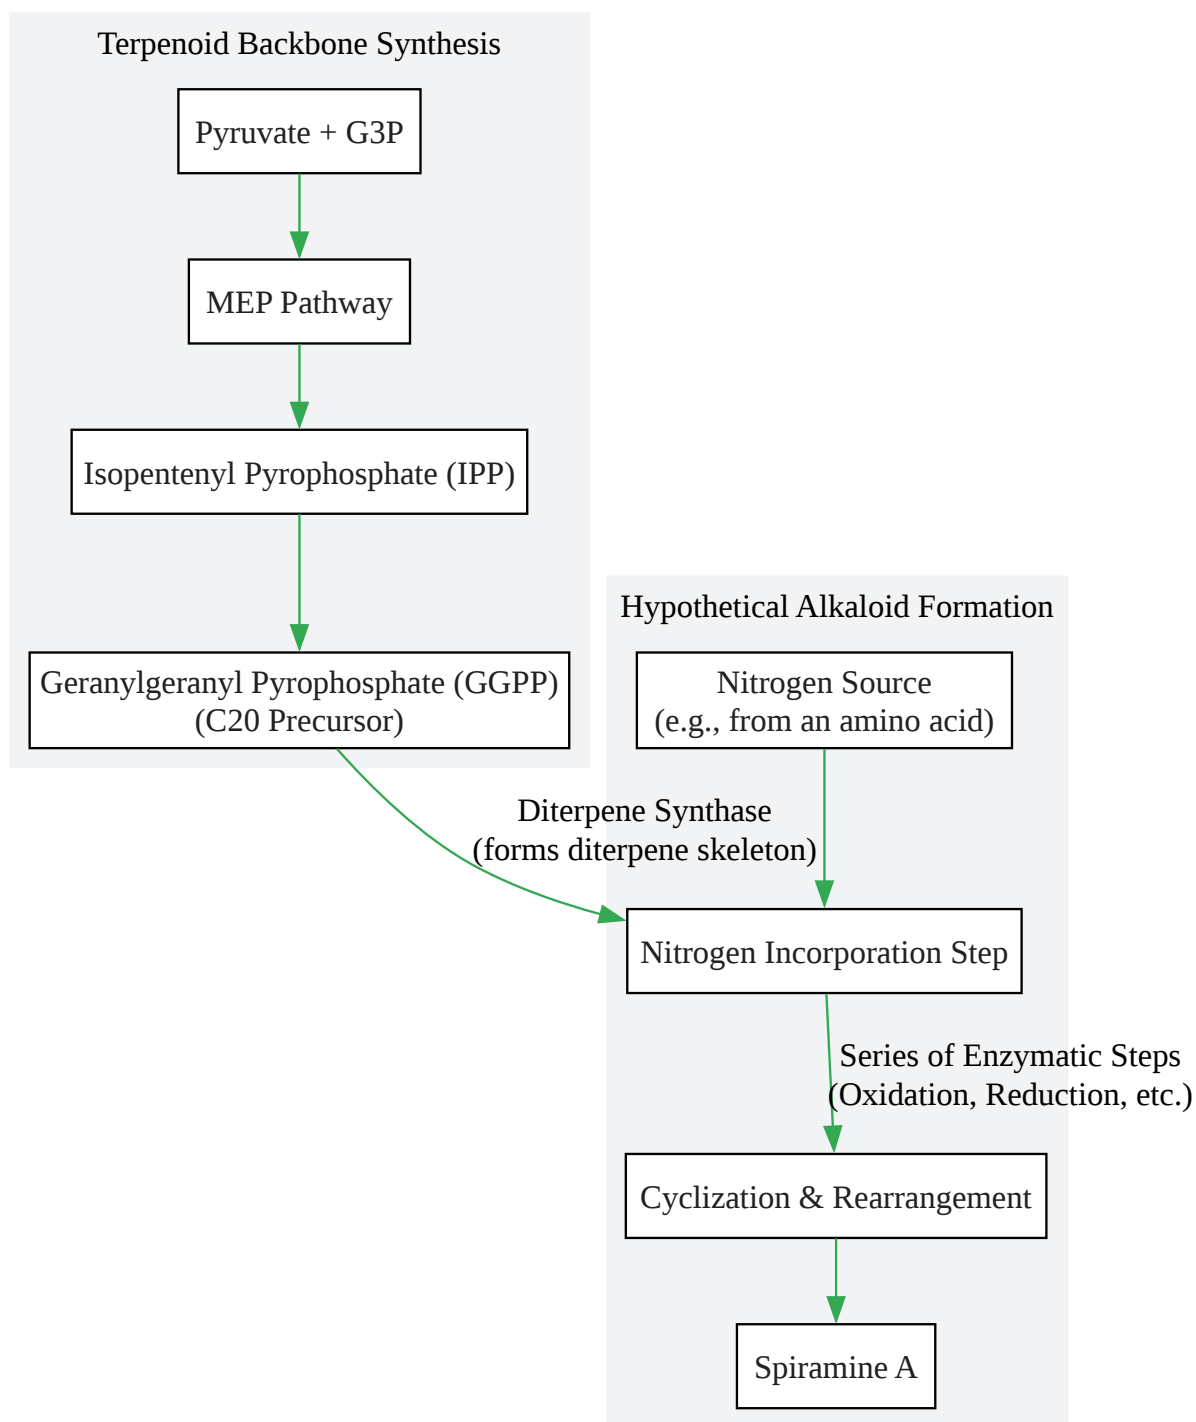 Terpenoid Backbone Synthesis
Pyruvate + G3P
MEP Pathway
Isopentenyl Pyrophosphate (IPP)
Geranylgeranyl Pyrophosphate (GGPP)
(C20 Precursor)
Hypothetical Alkaloid Formation
Nitrogen Source
(e.g., from an amino acid)
Diterpene Synthase
(forms diterpene skeleton)
Nitrogen Incorporation Step
Series of Enzymatic Steps
(Oxidation, Reduction, etc.)
Cyclization & Rearrangement
Spiramine A